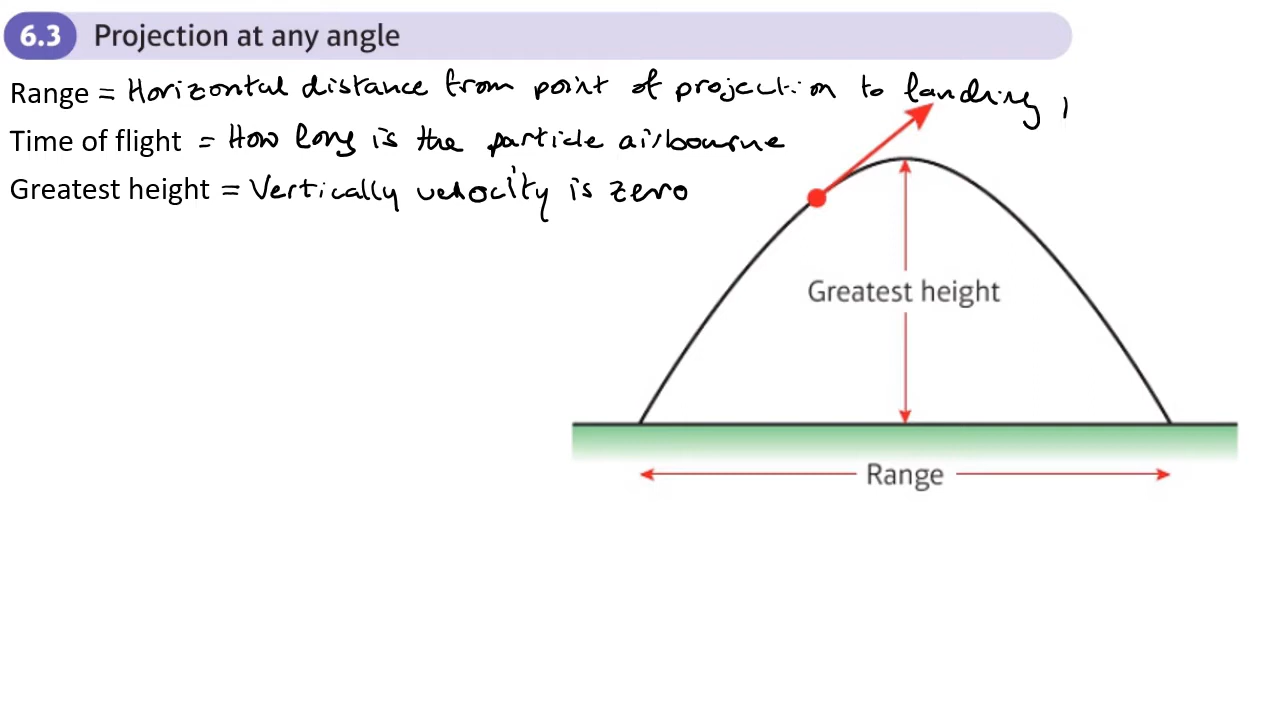 6.3 Projection at any angle
Range = Horizontal distance from point of projection to landing,
Time of flight = How long is the particle airbourne
Greatest height = Vertically velocity is zero
Greatest height
Range